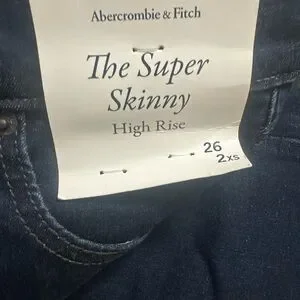 Abercrombie & Fitch
The Super
Skinny
High Rise
26
2XS